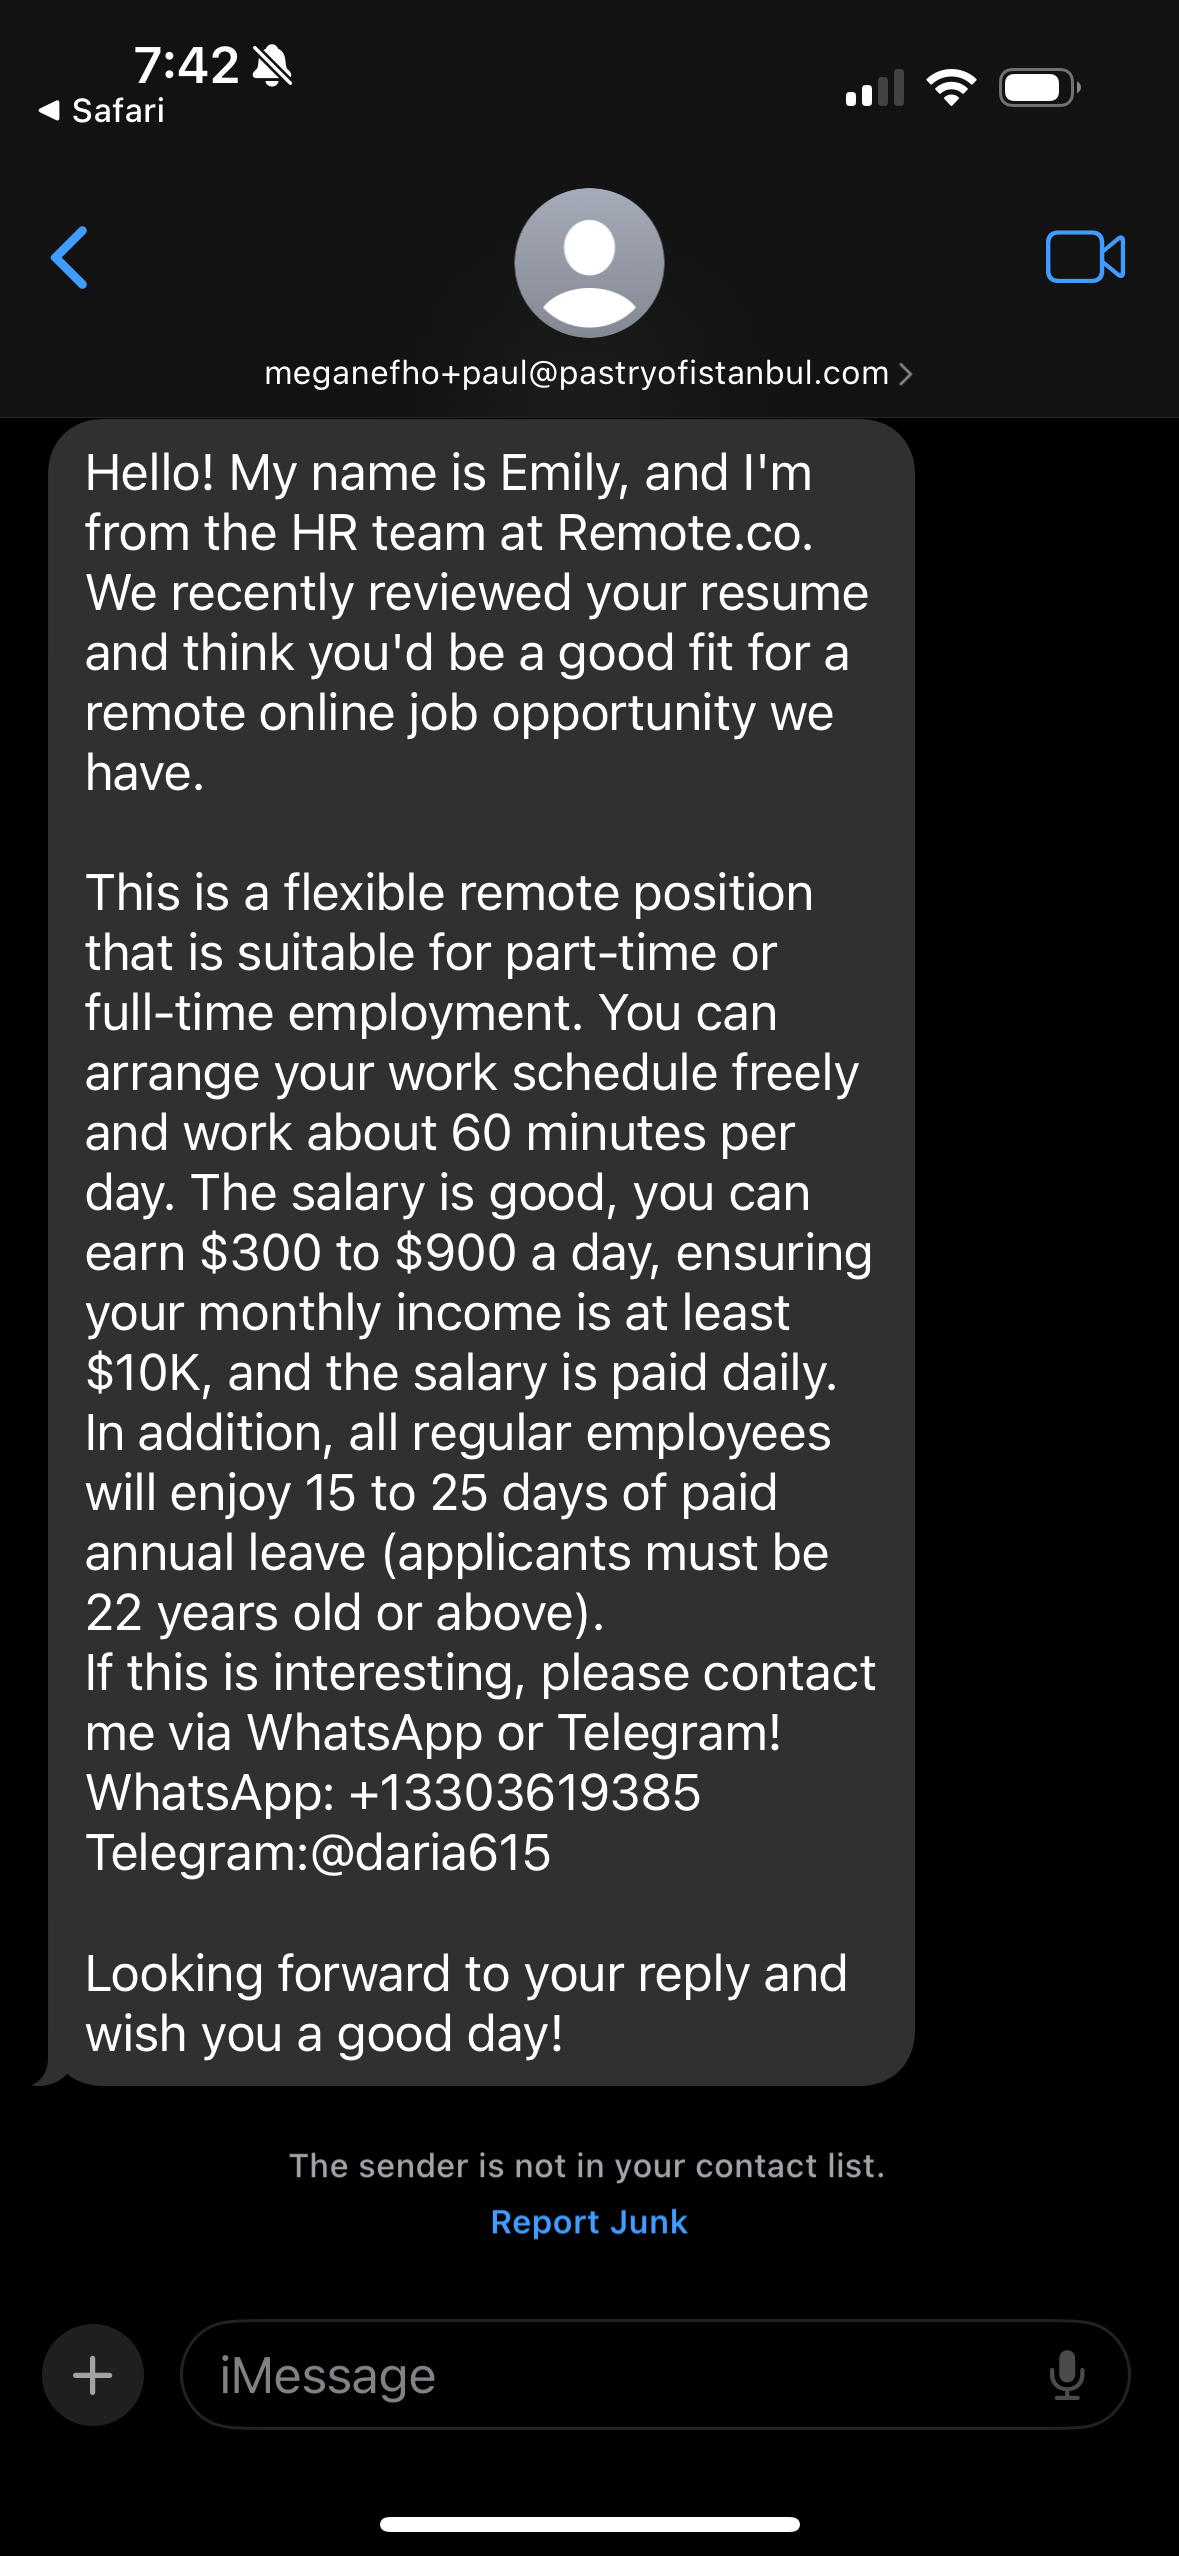 7:42
Safari
meganefho+paul@pastryofistanbul.com
Hello! My name is Emily, and I'm
from the HR team at Remote.co.
We recently reviewed your resume
and think you'd be a good fit for a
remote online job opportunity we
have.
This is a flexible remote position
that is suitable for part-time or
full-time employment. You can
arrange your work schedule freely
and work about 60 minutes per
day. The salary is good, you can
earn $300 to $900 a day, ensuring
your monthly income is at least
$10K, and the salary is paid daily.
In addition, all regular employees
will enjoy 15 to 25 days of paid
annual leave (applicants must be
22 years old or above).
If this is interesting, please contact
me via WhatsApp or Telegram!
WhatsApp: +13303619385
Telegram:@daria615
Looking forward to your reply and
wish you a good day!
The sender is not in your contact list.
Report Junk
iMessage